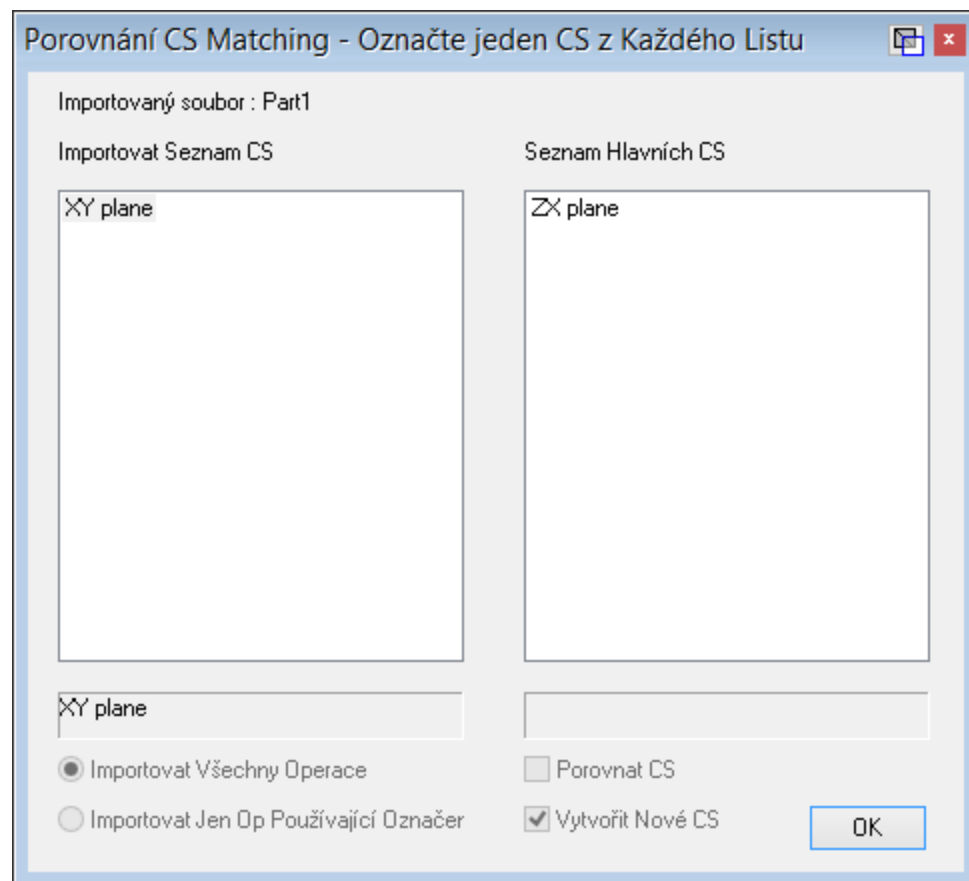 Porovnání CS Matching - Označte jeden CS z Každého Listu
Importovaný soubor : Part1
Importovat Seznam CS
Seznam Hlavních CS
XY plane
ZX plane
XY plane
Importovat Všechny Operace
Porovnat CS
Importovat Jen Op Používající Označer
Vytvořit Nové CS
OK